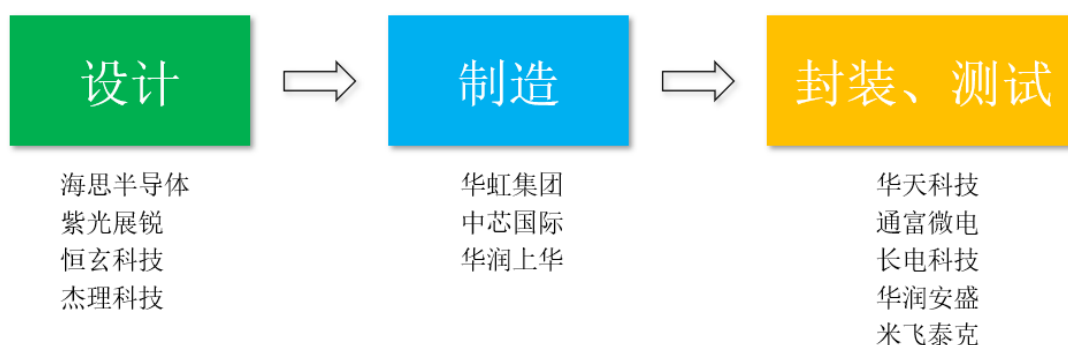 设计
制造
封装、测试
海思半导体
紫光展锐
恒玄科技
杰理科技
华虹集团
中芯国际
华润上华
华天科技
通富微电
长电科技
华润安盛
米飞泰克